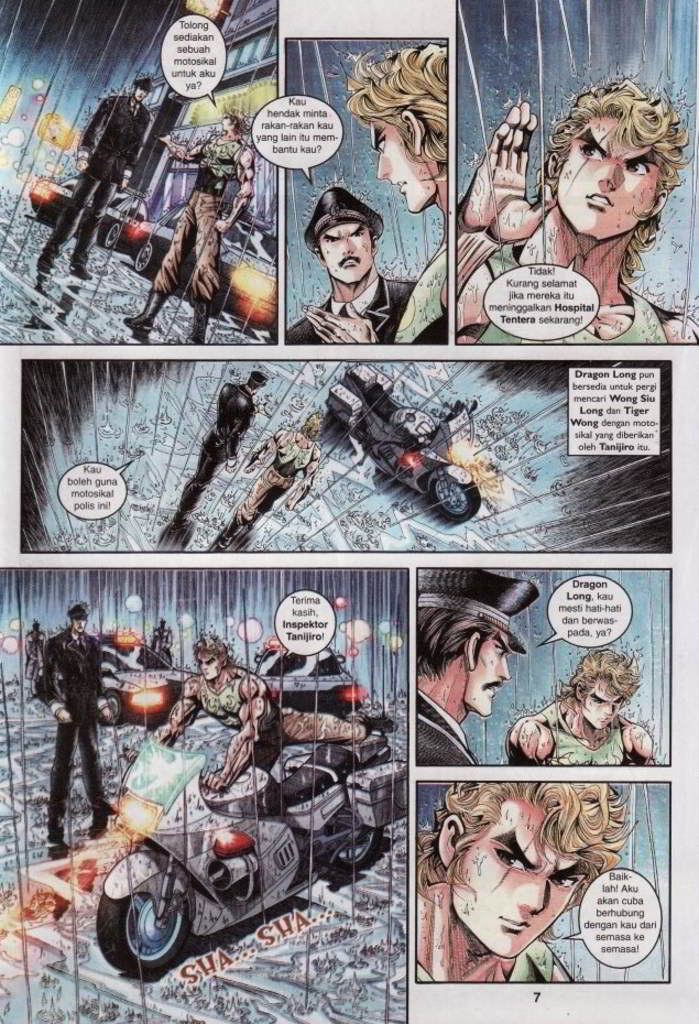 Tolong
sediakan
sebuah
motosikal
untuk aku
ya?
Kau
hendak minta
rakan-rakan kau
yang lain itu mem-
bantu kau?
Tidak!
Kurang selamat
jika mereka itu
meninggalkan Hospital
Tentera sekarang!
Dragon Long pun
bersedia untuk pergi
mencari Wong Siu
Long dan Tiger
Wong dengan moto-
sikal yang diberikan
oleh Tanijiro itu.
Kau
boleh guna
motosikal
polis ini!
Terima
kasih,
Inspektor
Tanijiro!
SHA...SHA...
Dragon
Long, kau
mesti hati-hati
dan berwas-
pada, ya?
Baik-
lah! Aku
akan cuba
berhubung
dengan kau dari
semasa ke
semasa!
7